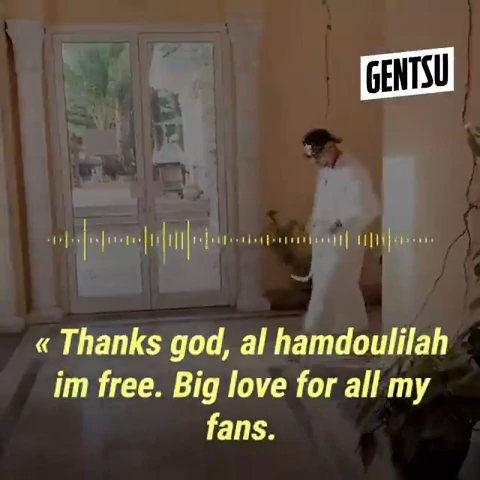 GENTSU
« Thanks god, al hamdoulilah
im free. Big love for all my
fans.